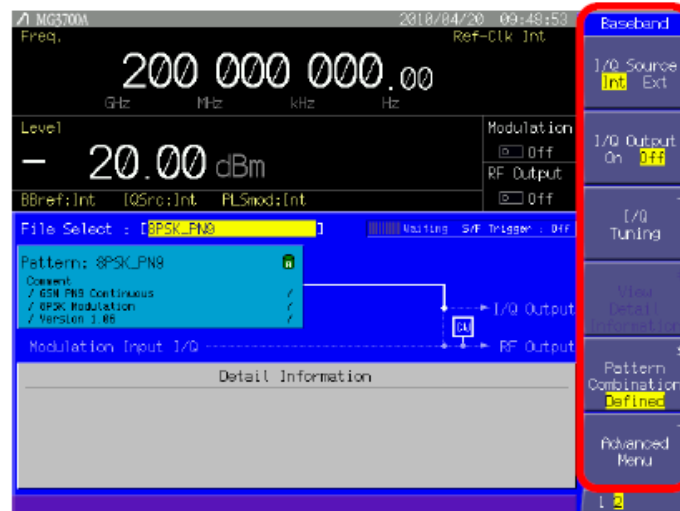 MG3700A 2010/04/20 09:49:53
Freq. Ref-Clk Int
200 000 000.00
GHz MHz kHz Hz
Level
- 20.00 dBm
Modulation
Off
RF Output
Off
BBref:Int IQSrc:Int PLSmod:Int
File Select : [8PSK_PN9 ] Waiting S/F Trigger : Off
Pattern: 8PSK_PN9
Comment
/ GSM PN9 Continuous /
/ 8PSK Modulation /
/ Version 1.06 /
I/Q Output
CW
Modulation Input I/Q RF Output
Detail Information
Baseband
I/Q Source
Int Ext
I/Q Output
On Off
I/Q
Tuning
View
Detail
Information
Pattern
Combination
Defined
Advanced
Menu
1 2